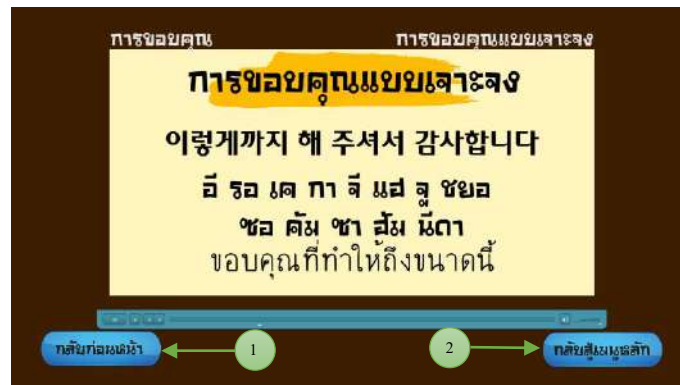 การขอบคุณ
การขอบคุณแบบเจาะจง
การขอบคุณแบบเจาะจง
이렇게까지 해 주셔서 감사합니다
อี รอ เค กา จี แฮ จู ชยอ
ซอ คัม ซา ฮัม นีดา
ขอบคุณที่ทำให้ถึงขนาดนี้
กลับก่อนหน้า
1
2
กลับสู่เมนูหลัก